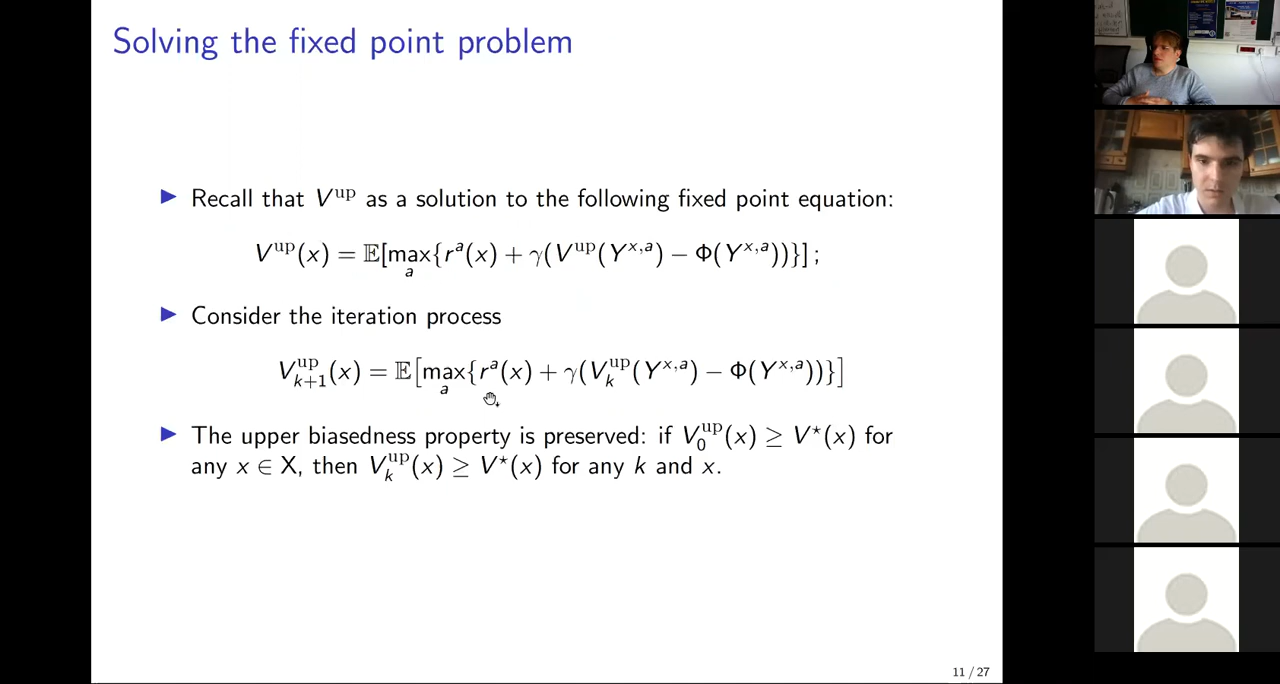 Solving the fixed point problem
▶ Recall that V^up as a solution to the following fixed point equation:
V^up(x) = 𝔼[max_a{r^a(x) + γ(V^up(Y^{x,a}) − Φ(Y^{x,a}))}] ;
▶ Consider the iteration process
V^up_{k+1}(x) = 𝔼[max_a{r^a(x) + γ(V^up_k(Y^{x,a}) − Φ(Y^{x,a}))}]
▶ The upper biasedness property is preserved: if V^up_0(x) ≥ V^⋆(x) for
any x ∈ X, then V^up_k(x) ≥ V^⋆(x) for any k and x.
11 / 27